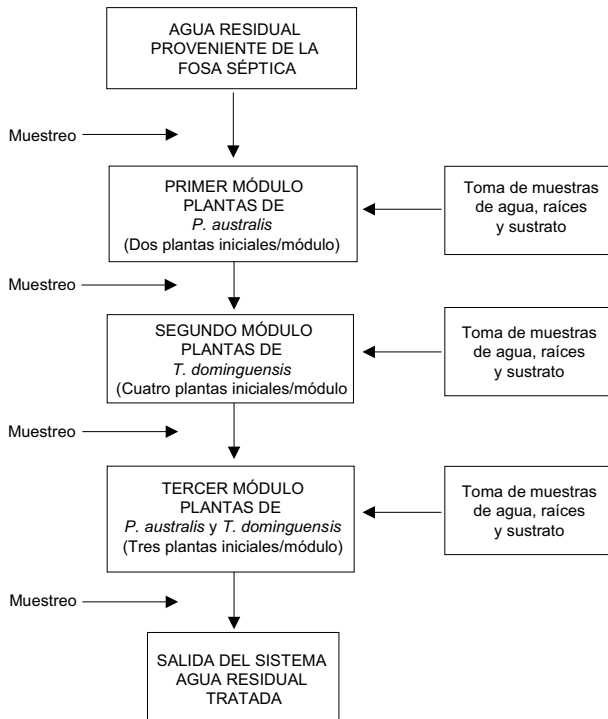 AGUA RESIDUAL
PROVENIENTE DE LA
FOSA SÉPTICA
Muestreo
PRIMER MÓDULO
PLANTAS DE
P. australis
(Dos plantas iniciales/módulo)
Toma de muestras
de agua, raíces
y sustrato
Muestreo
SEGUNDO MÓDULO
PLANTAS DE
T. dominguensis
(Cuatro plantas iniciales/módulo
Toma de muestras
de agua, raíces
y sustrato
Muestreo
TERCER MÓDULO
PLANTAS DE
P. australis y T. dominguensis
(Tres plantas iniciales/módulo)
Toma de muestras
de agua, raíces
y sustrato
Muestreo
SALIDA DEL SISTEMA
AGUA RESIDUAL
TRATADA